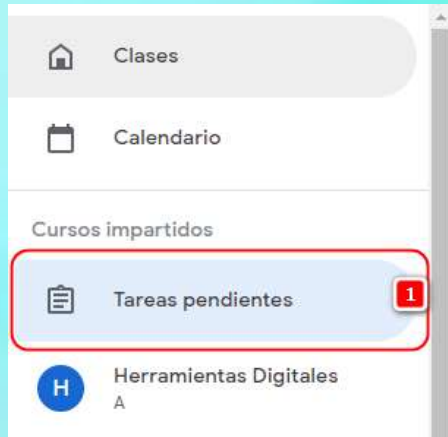 Clases
Calendario
Cursos impartidos
Tareas pendientes
1
H
Herramientas Digitales
A